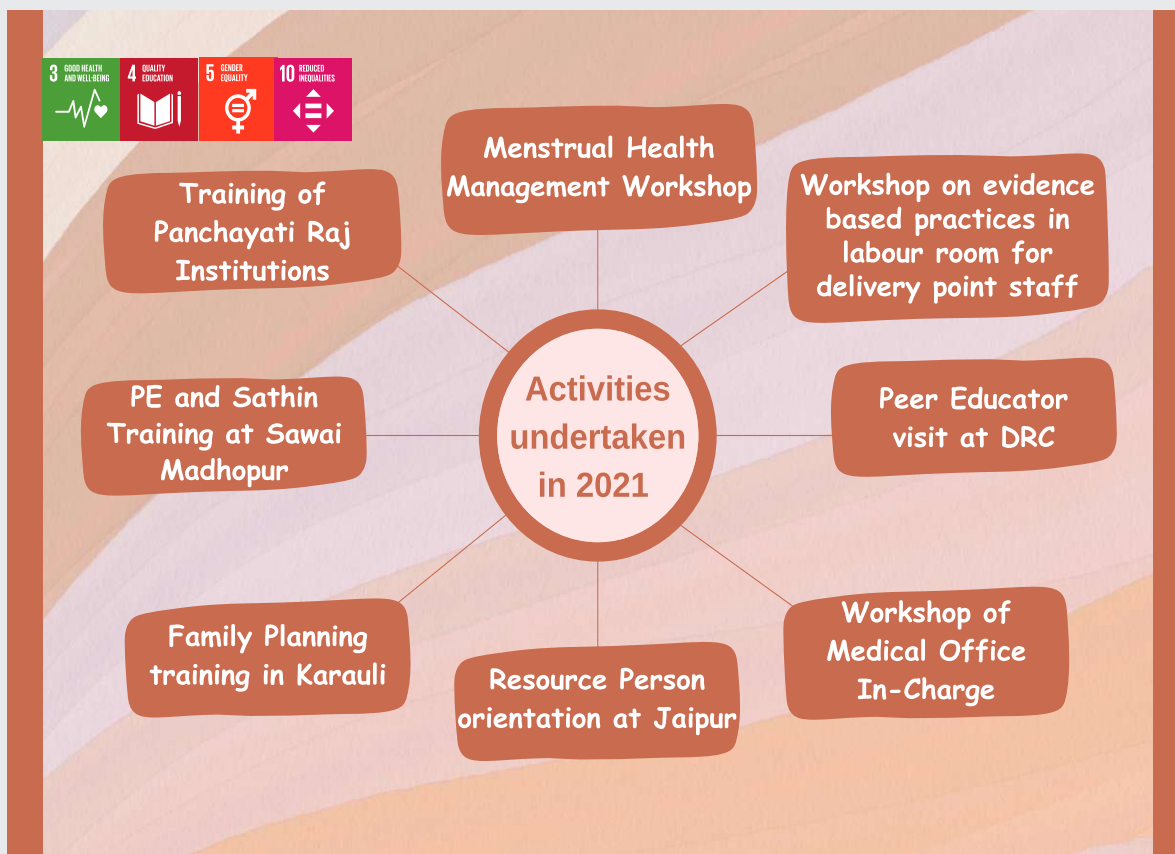 3 GOOD HEALTH
AND WELL-BEING
4 QUALITY
EDUCATION
5 GENDER
EQUALITY
10 REDUCED
INEQUALITIES
Menstrual Health
Management Workshop
Workshop on evidence
based practices in
labour room for
delivery point staff
Peer Educator
visit at DRC
Workshop of
Medical Office
In-Charge
Resource Person
orientation at Jaipur
Family Planning
training in Karauli
PE and Sathin
Training at Sawai
Madhopur
Training of
Panchayati Raj
Institutions
Activities
undertaken
in 2021